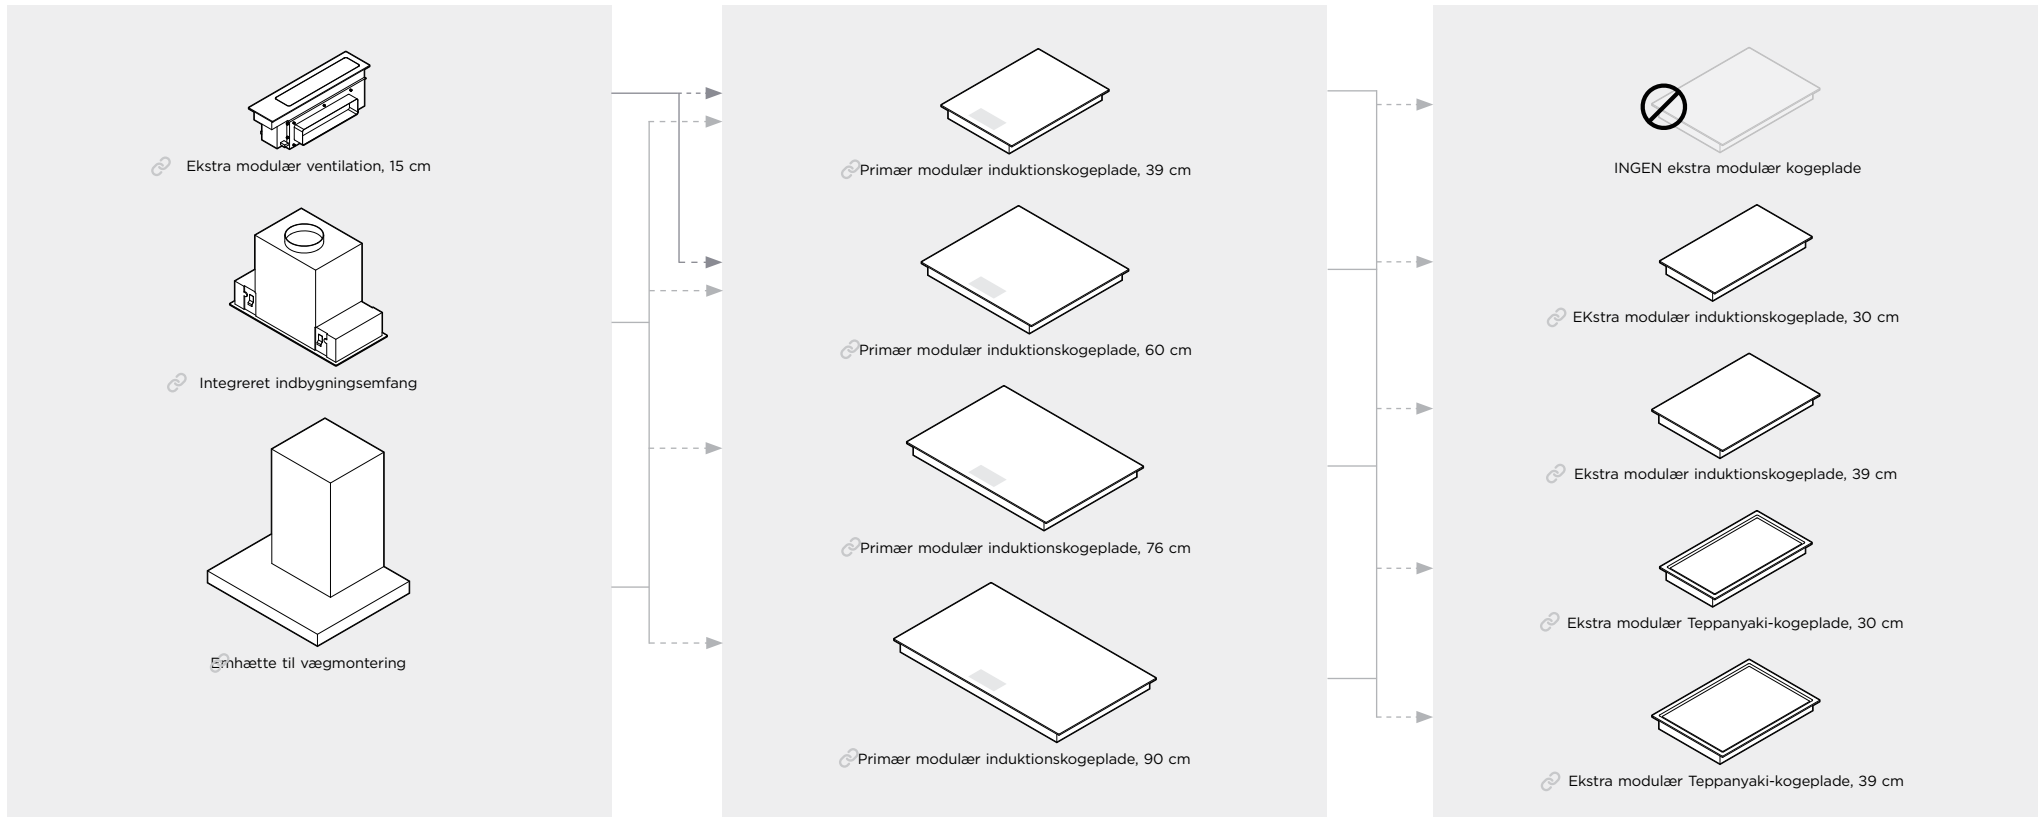 Ekstra modulær ventilation, 15 cm
Integreret indbygningsemfang
Emhætte til vægmontering
Primær modulær induktionskogeplade, 39 cm
Primær modulær induktionskogeplade, 60 cm
Primær modulær induktionskogeplade, 76 cm
Primær modulær induktionskogeplade, 90 cm
INGEN ekstra modulær kogeplade
EKstra modulær induktionskogeplade, 30 cm
Ekstra modulær induktionskogeplade, 39 cm
Ekstra modulær Teppanyaki-kogeplade, 30 cm
Ekstra modulær Teppanyaki-kogeplade, 39 cm